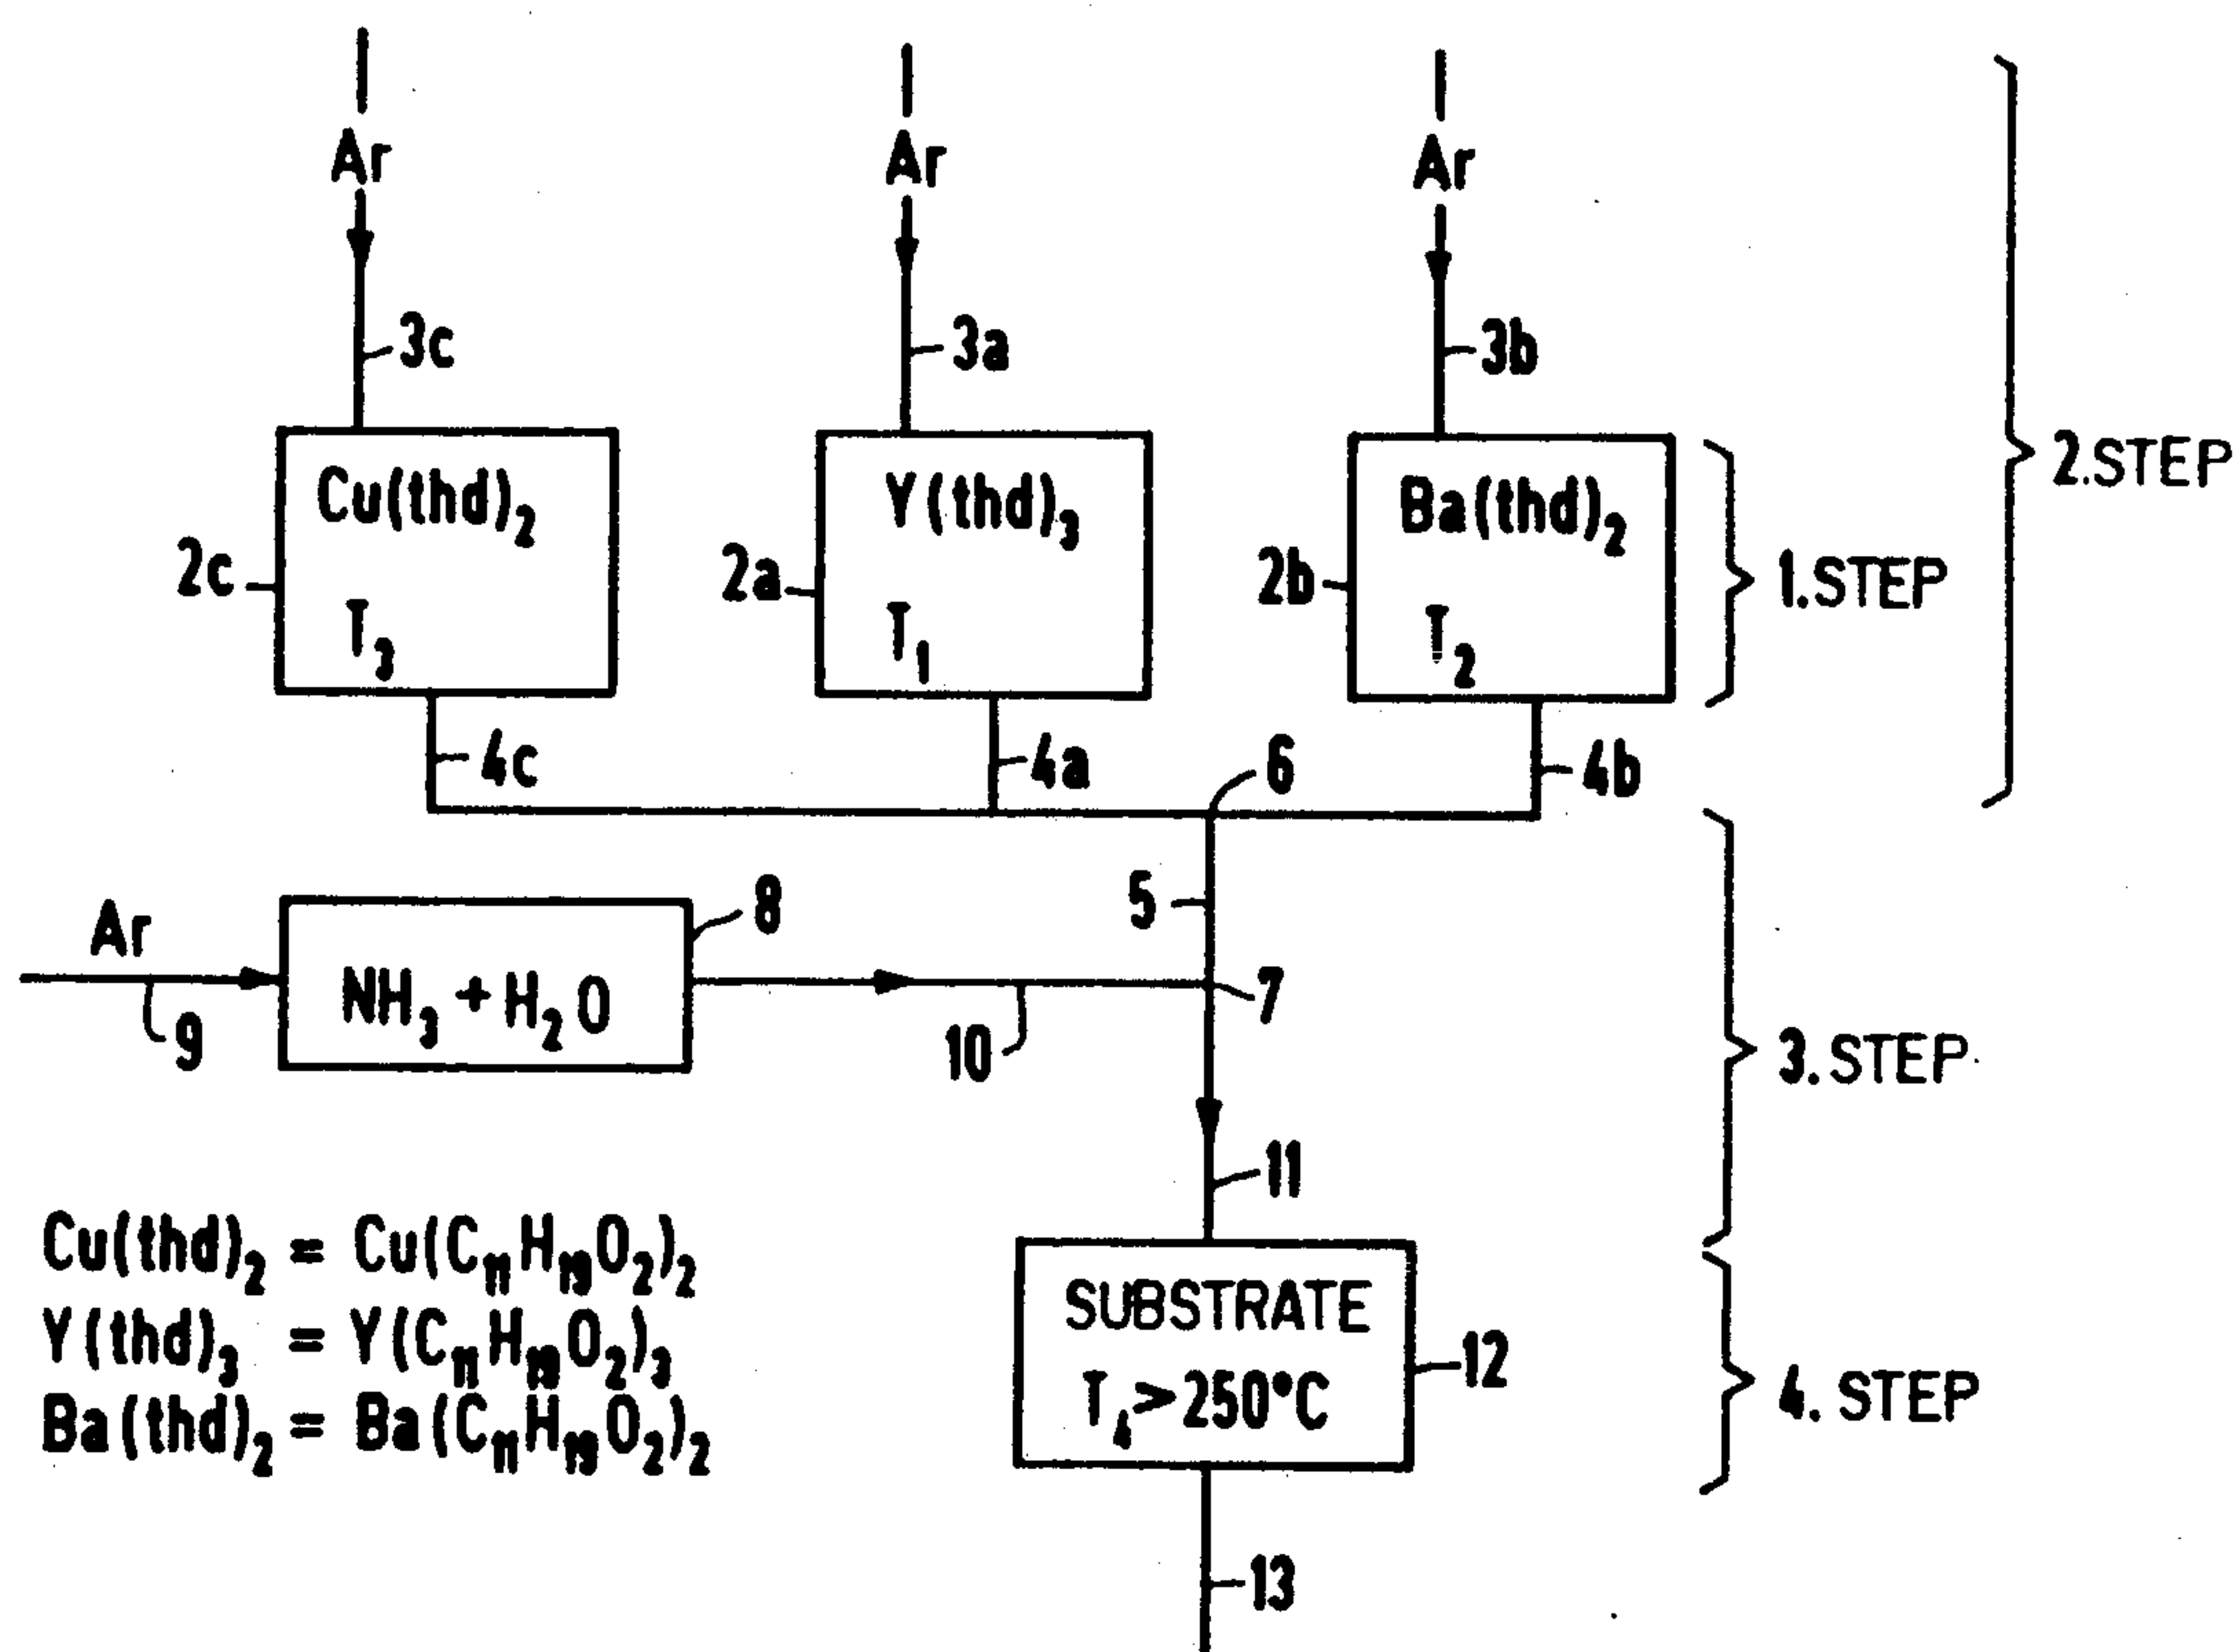 Ar Ar Ar
3c 3a 3b
Cu(thd)₂ Y(thd)₃ Ba(thd)₂
2c 2a 2b
T₃ T₁ T₂
1.STEP
2.STEP
4c 4a 6 4b
5
Ar
8
NH₃ + H₂O
9
10
7
3. STEP
11
Cu(thd)₂ = Cu(C₁₁H₁₉O₂)₂
Y(thd)₃ = Y(C₁₁H₁₉O₂)₃
Ba(thd)₂ = Ba(C₁₁H₁₉O₂)₂
SUBSTRATE
T₄ > 250°C
12
4. STEP
13